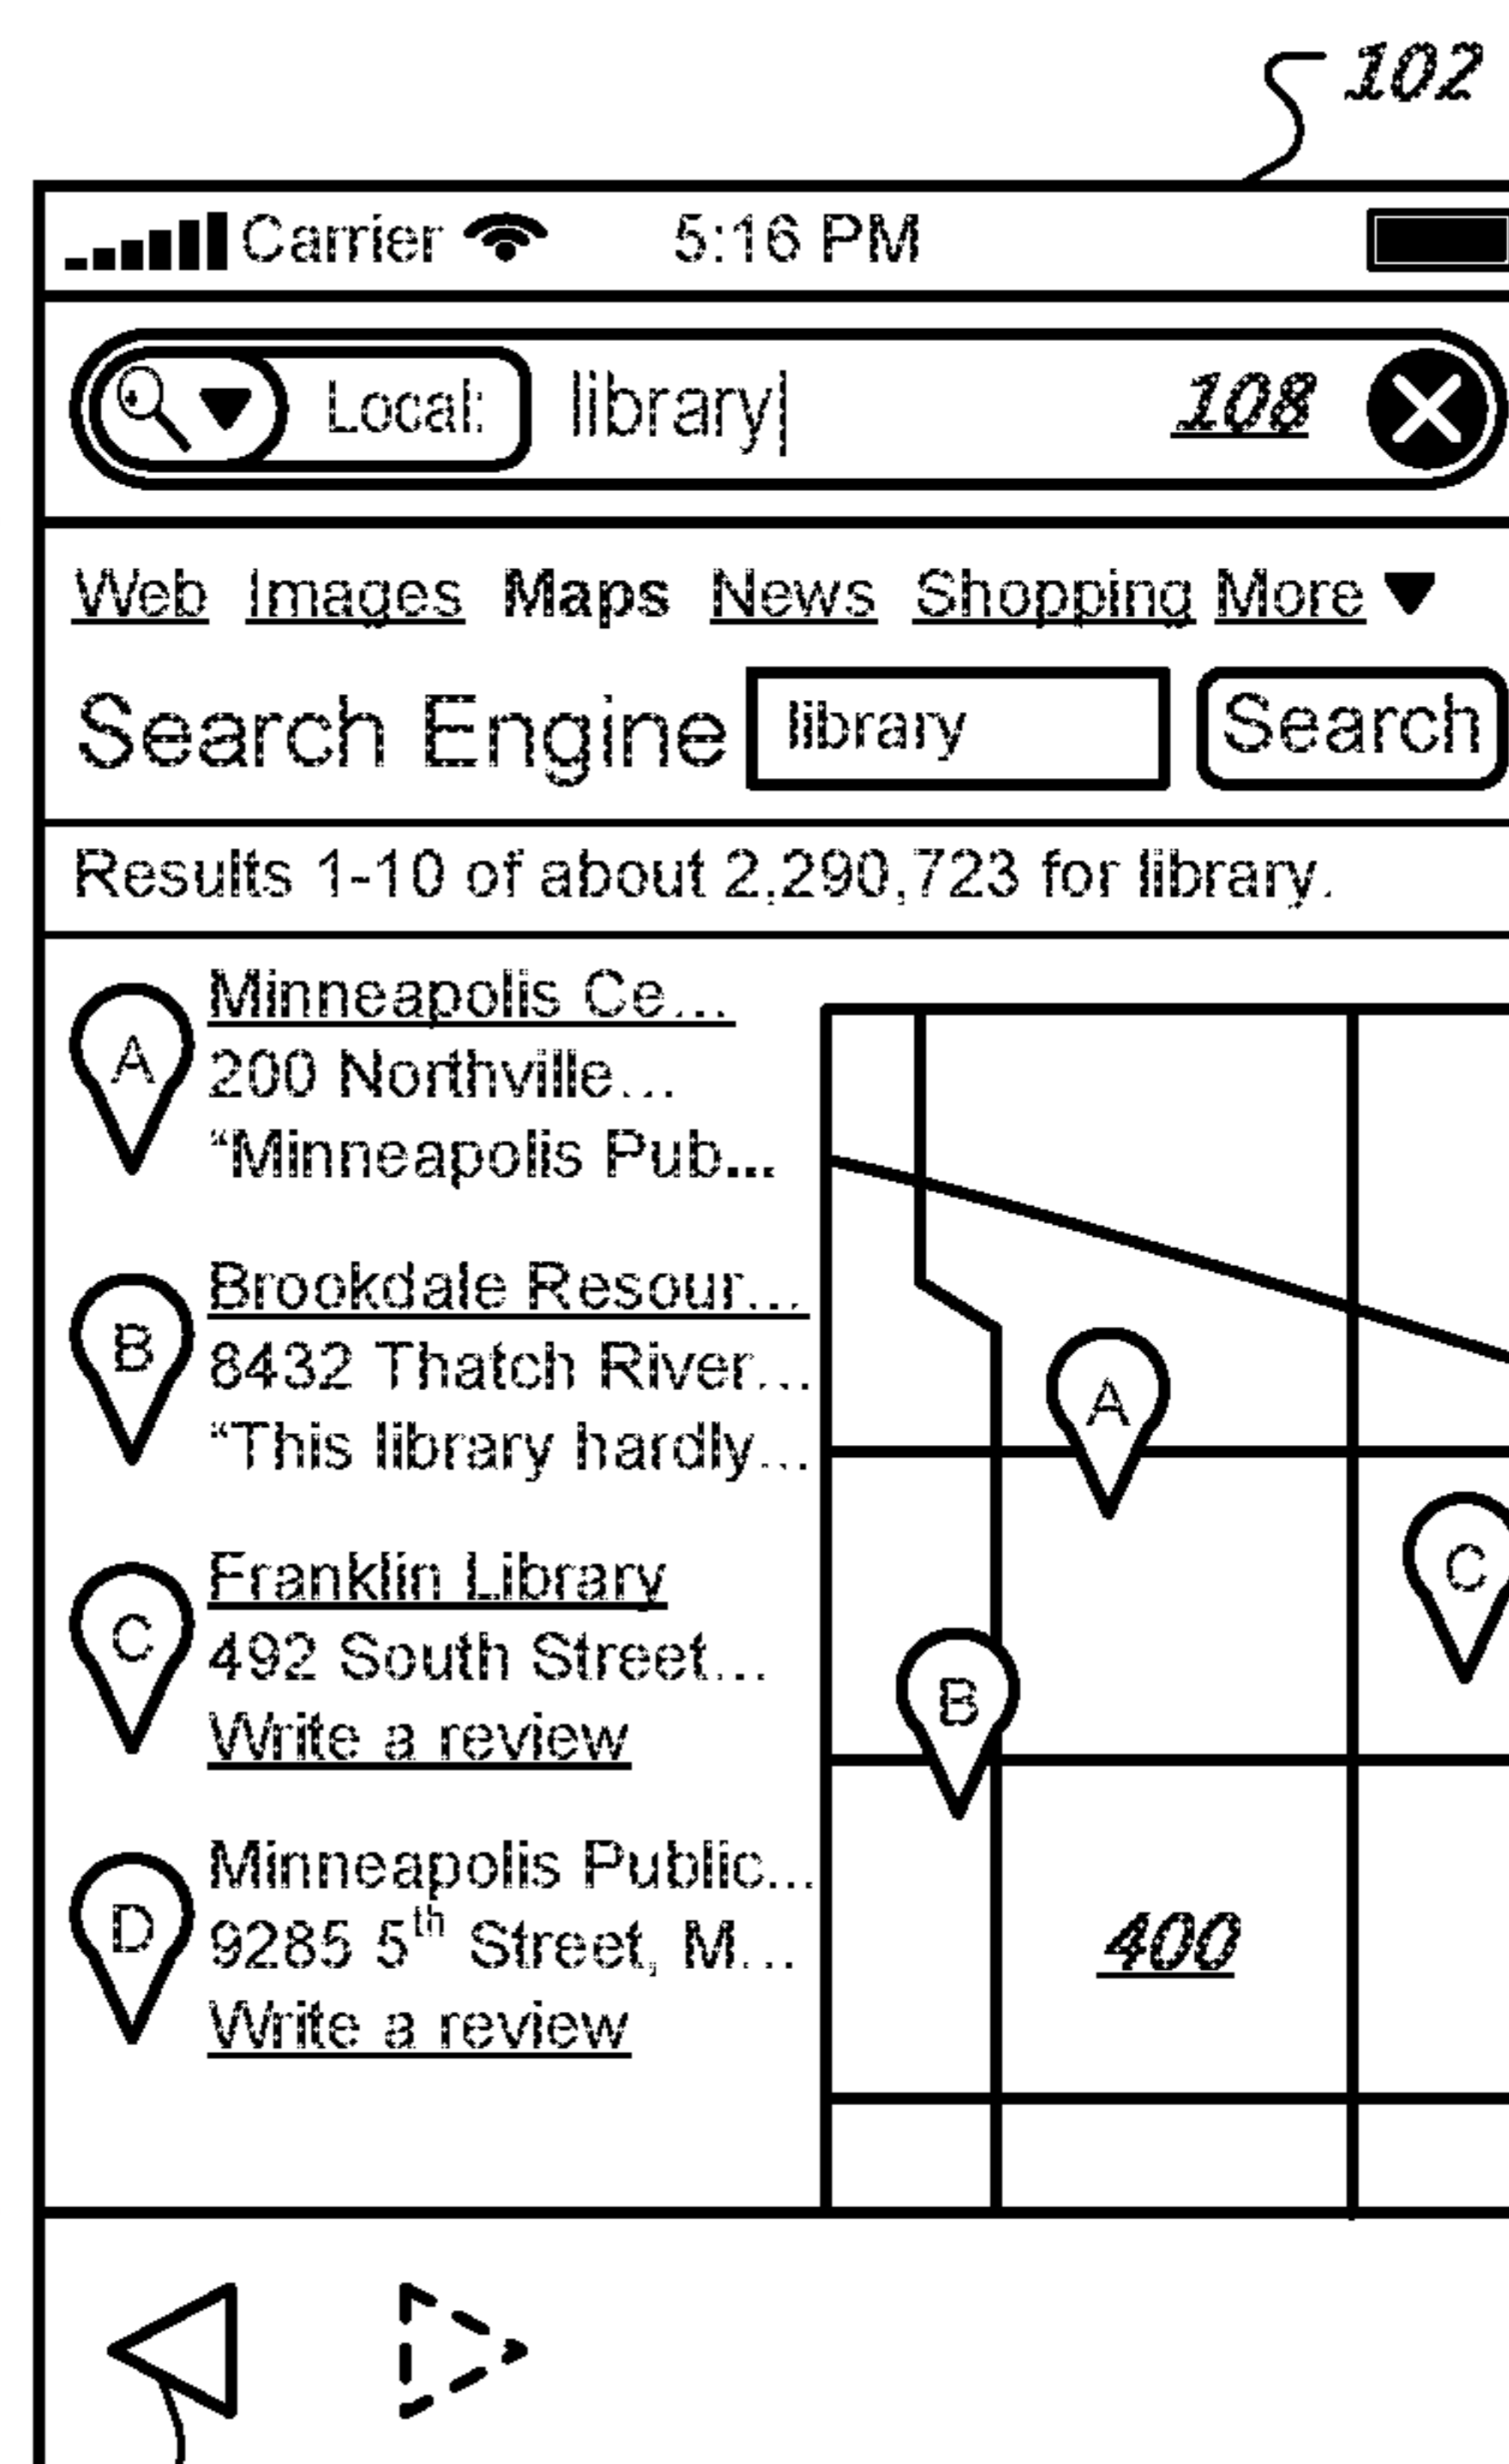 102
Carrier 5:16 PM
Local: library 108
Web Images Maps News Shopping More
Search Engine library Search
Results 1-10 of about 2,290,723 for library.
A Minneapolis Ce...
200 Northville...
“Minneapolis Pub...
B Brookdale Resour...
8432 Thatch River...
“This library hardly...
C Franklin Library
492 South Street...
Write a review
D Minneapolis Public...
9285 5th Street, M...
Write a review
A
C
B
400